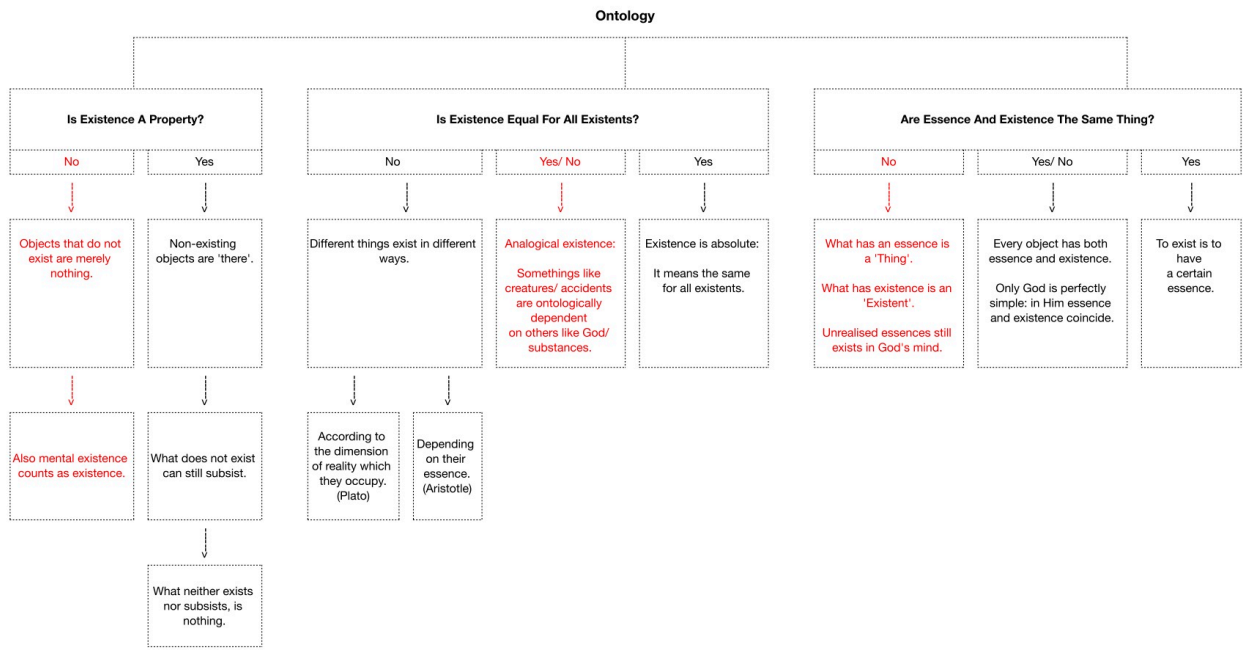 Ontology
Is Existence A Property?
No
Yes
Objects that do not
exist are merely
nothing.
Non-existing
objects are 'there'.
Also mental existence
counts as existence.
What does not exist
can still subsist.
What neither exists
nor subsists, is
nothing.
Is Existence Equal For All Existents?
No
Yes/ No
Yes
Different things exist in different
ways.
Analogical existence:
Somethings like
creatures/ accidents
are ontologically
dependent
on others like God/
substances.
Existence is absolute:
It means the same
for all existents.
According to
the dimension
of reality which
they occupy.
(Plato)
Depending
on their
essence.
(Aristotle)
Are Essence And Existence The Same Thing?
No
Yes/ No
Yes
What has an essence is
a 'Thing'.
What has existence is an
'Existent'.
Unrealised essences still
exists in God's mind.
Every object has both
essence and existence.
Only God is perfectly
simple: in Him essence
and existence coincide.
To exist is to
have
a certain
essence.